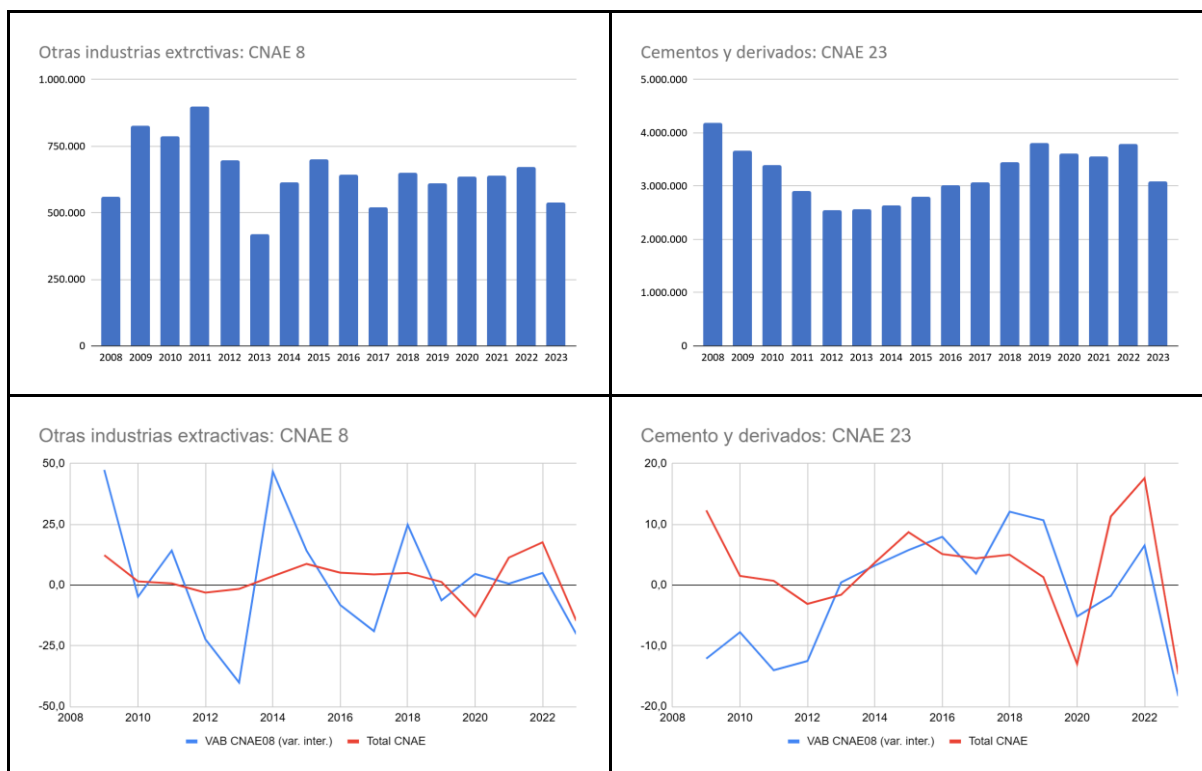 Otras industrias extrctivas: CNAE 8
1.000.000
750.000
500.000
250.000
0
2008 2009 2010 2011 2012 2013 2014 2015 2016 2017 2018 2019 2020 2021 2022 2023
Cementos y derivados: CNAE 23
5.000.000
4.000.000
3.000.000
2.000.000
1.000.000
0
2008 2009 2010 2011 2012 2013 2014 2015 2016 2017 2018 2019 2020 2021 2022 2023
Otras industrias extractivas: CNAE 8
50,0
25,0
0,0
-25,0
-50,0
2008 2010 2012 2014 2016 2018 2020 2022
VAB CNAE08 (var. inter.) Total CNAE
Cemento y derivados: CNAE 23
20,0
10,0
0,0
-10,0
-20,0
2008 2010 2012 2014 2016 2018 2020 2022
VAB CNAE08 (var. inter.) Total CNAE